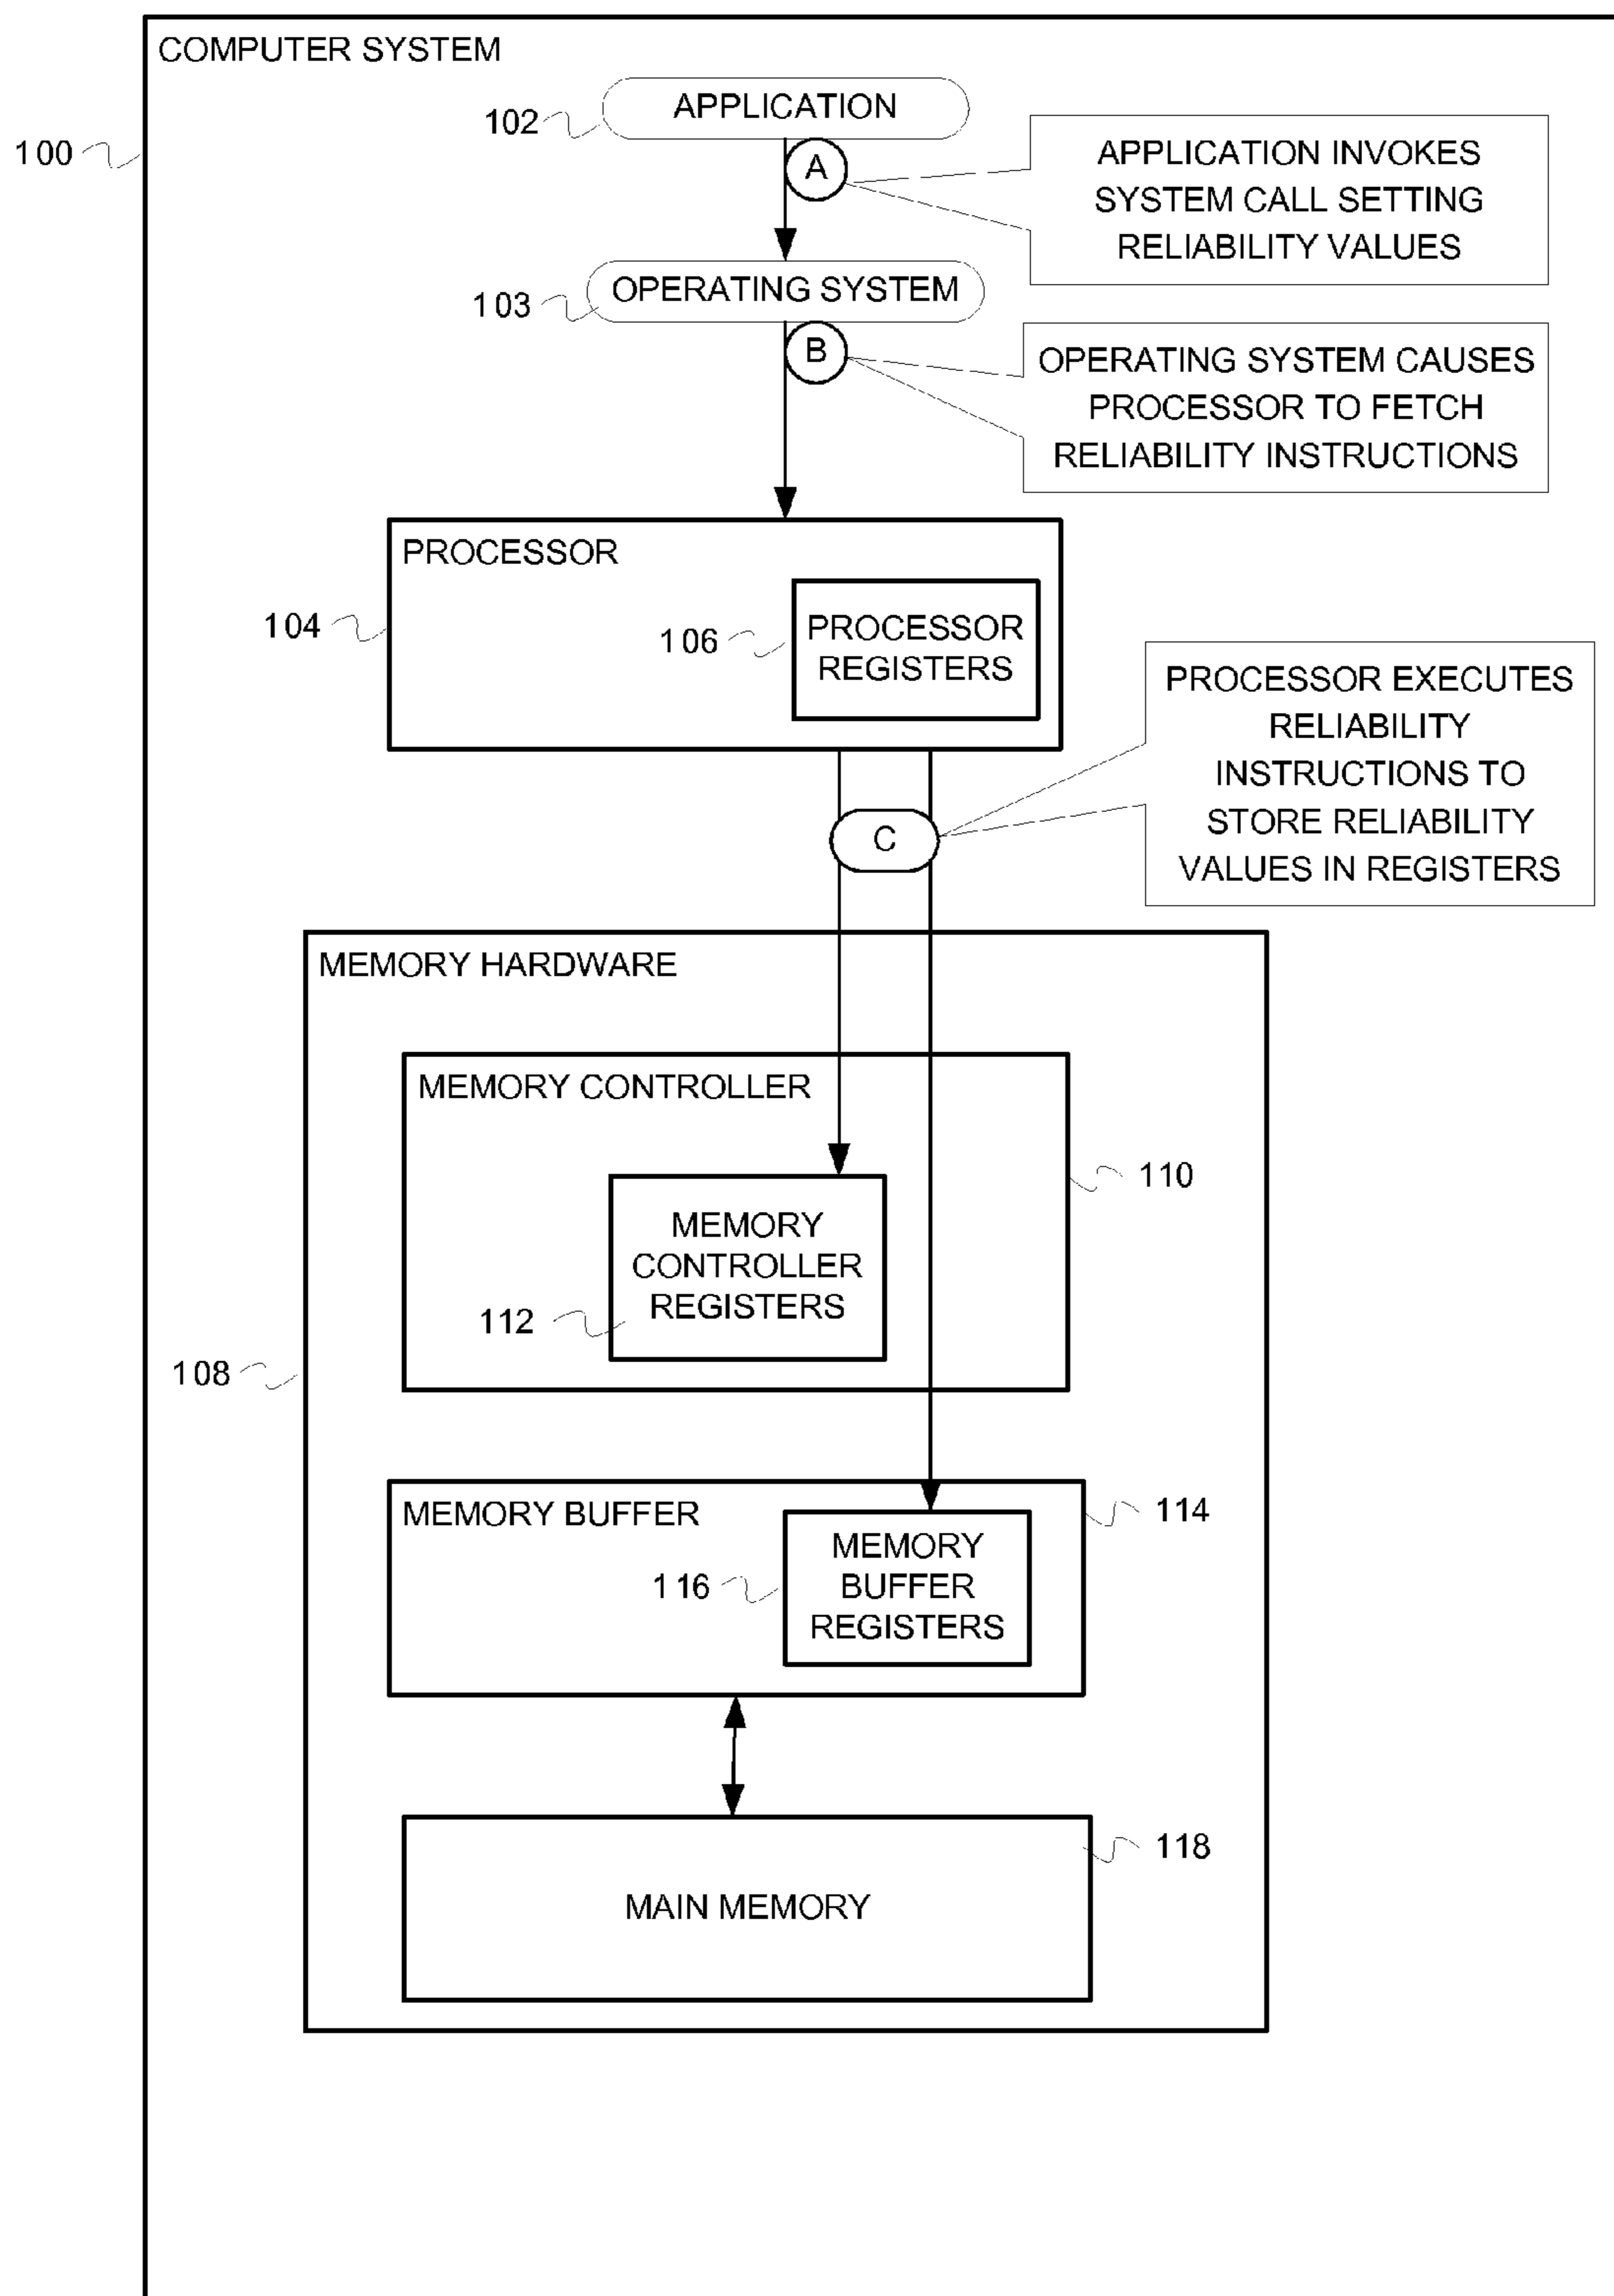 COMPUTER SYSTEM
100
102
APPLICATION
A
APPLICATION INVOKES
SYSTEM CALL SETTING
RELIABILITY VALUES
103
OPERATING SYSTEM
B
OPERATING SYSTEM CAUSES
PROCESSOR TO FETCH
RELIABILITY INSTRUCTIONS
PROCESSOR
104
106
PROCESSOR
REGISTERS
C
PROCESSOR EXECUTES
RELIABILITY
INSTRUCTIONS TO
STORE RELIABILITY
VALUES IN REGISTERS
MEMORY HARDWARE
108
MEMORY CONTROLLER
110
MEMORY
CONTROLLER
REGISTERS
112
MEMORY BUFFER
114
116
MEMORY
BUFFER
REGISTERS
118
MAIN MEMORY